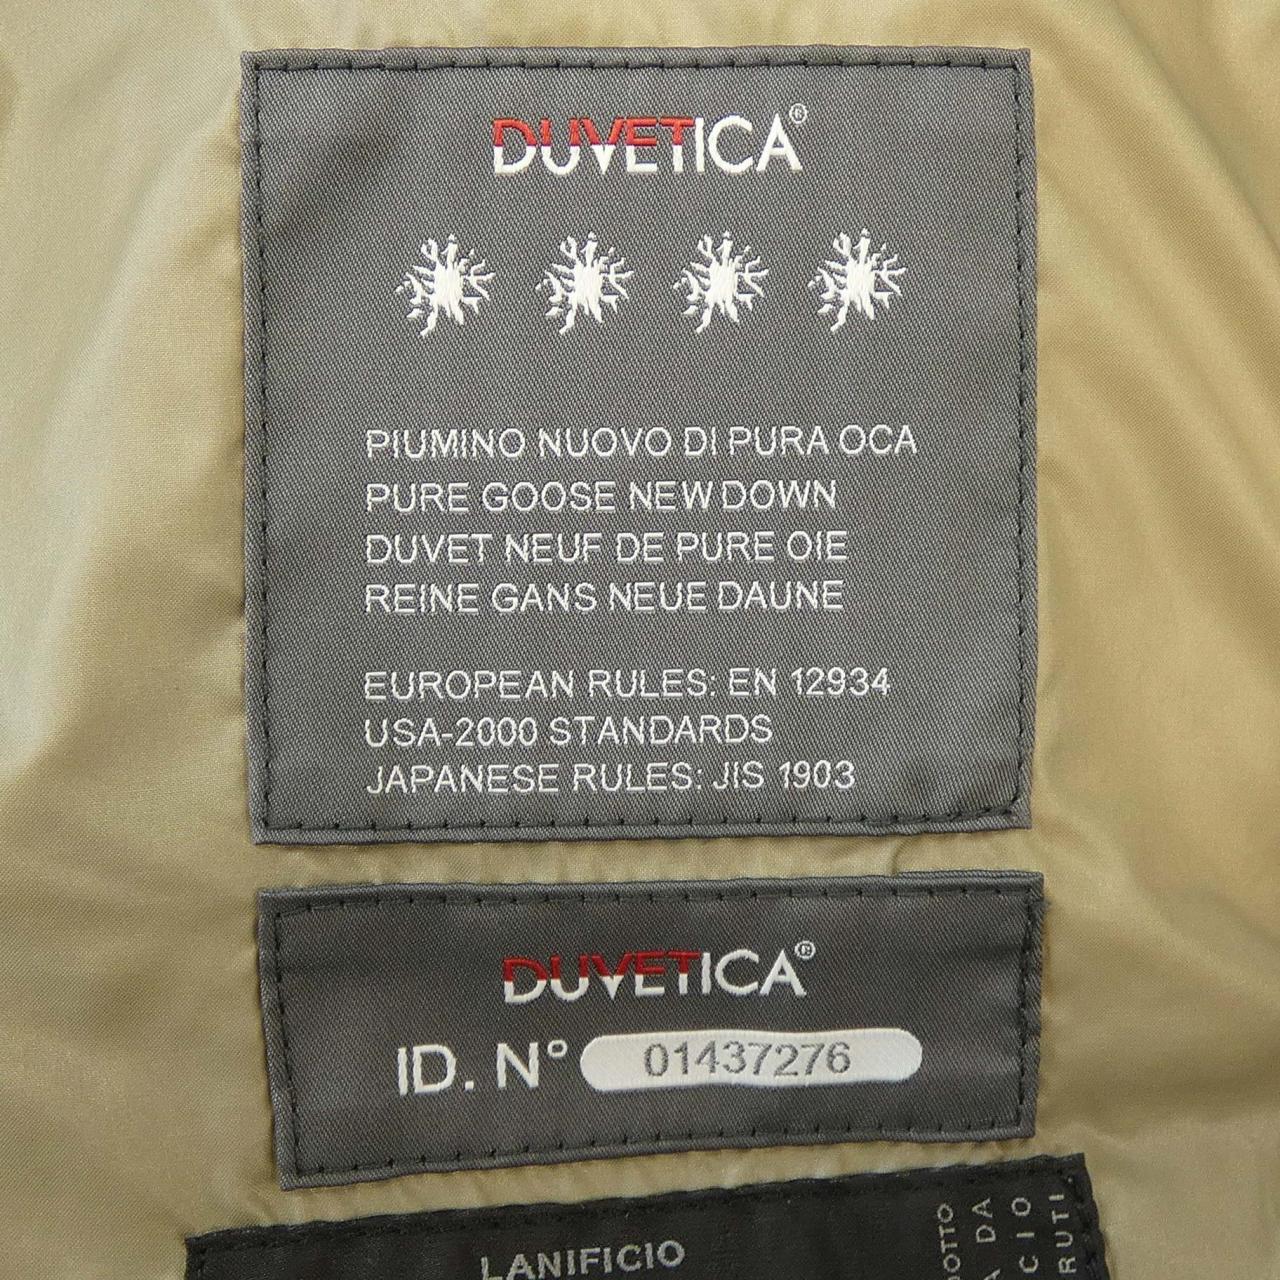 DUVETICA®
PIUMINO NUOVO DI PURA OCA
PURE GOOSE NEW DOWN
DUVET NEUF DE PURE OIE
REINE GANS NEUE DAUNE
EUROPEAN RULES: EN 12934
USA-2000 STANDARDS
JAPANESE RULES: JIS 1903
DUVETICA®
ID. N° 01437276
LANIFICIO
DA